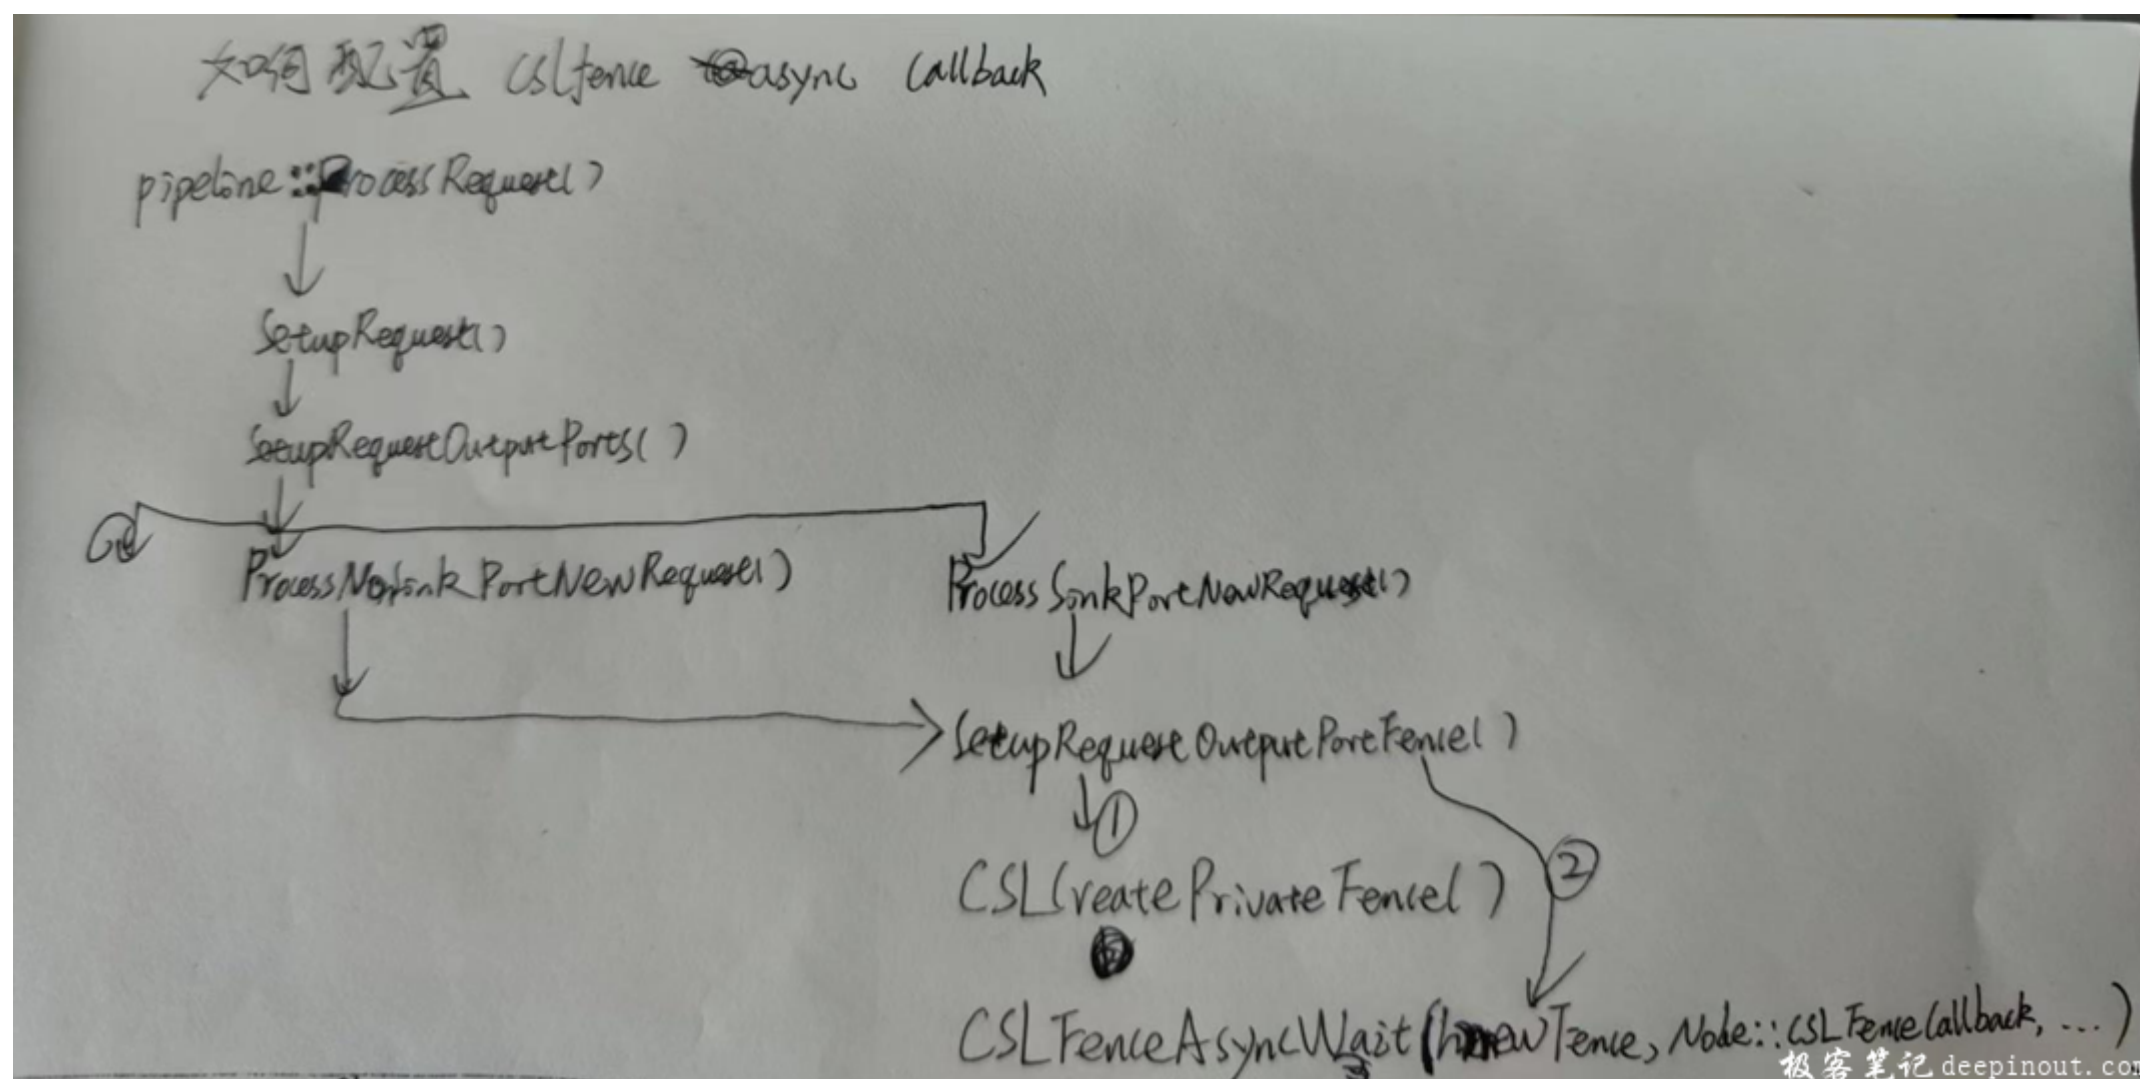 如何配置 CSLfence async callback
pipeline::ProcessRequest()
SetupRequest()
SetupRequestOutputPorts()
ProcessNonSinkPortNewRequest() ProcessSinkPortNewRequest()
SetupRequestOutputPortFence()
①
CSLCreatePrivateFence()
②
CSLFenceAsyncWait(hnewFence, Node::CSLFenceCallback, ...)
极客笔记 deepinout.com